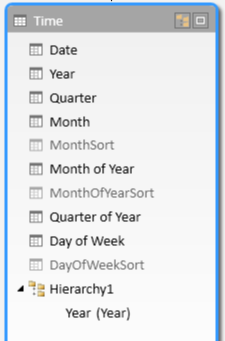 Time
Date
Year
Quarter
Month
MonthSort
Month of Year
MonthOfYearSort
Quarter of Year
Day of Week
DayOfWeekSort
Hierarchy1
Year (Year)